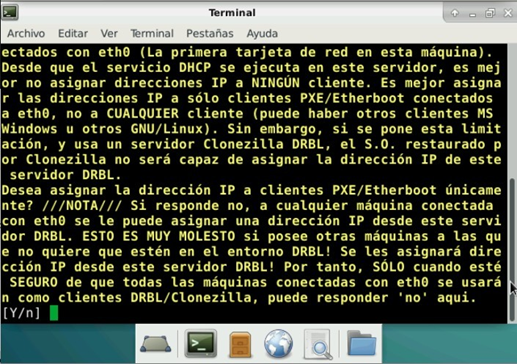 Terminal
Archivo Editar Ver Terminal Pestañas Ayuda
ectados con eth0 (La primera tarjeta de red en esta máquina).
Desde que el servicio DHCP se ejecuta en este servidor, es mej
or no asignar direcciones IP a NINGÚN cliente. Es mejor asigna
r las direcciones IP a sólo clientes PXE/Etherboot conectados
a eth0, no a CUALQUIER cliente (puede haber otros clientes MS
Windows u otros GNU/Linux). Sin embargo, si se pone esta limit
ación, y usa un servidor Clonezilla DRBL, el S.O. restaurado p
or Clonezilla no será capaz de asignar la dirección IP de este
servidor DRBL.
Desea asignar la dirección IP a clientes PXE/Etherboot únicame
nte? ///NOTA/// Si responde no, a cualquier máquina conectada
con eth0 se le puede asignar una dirección IP desde este servi
dor DRBL. ESTO ES MUY MOLESTO si posee otras máquinas a las qu
e no quiere que estén en el entorno DRBL! Se les asignará dire
cción IP desde este servidor DRBL! Por tanto, SÓLO cuando esté
SEGURO de que todas las máquinas conectadas con eth0 se usará
n como clientes DRBL/Clonezilla, puede responder 'no' aqui.
[Y/n]